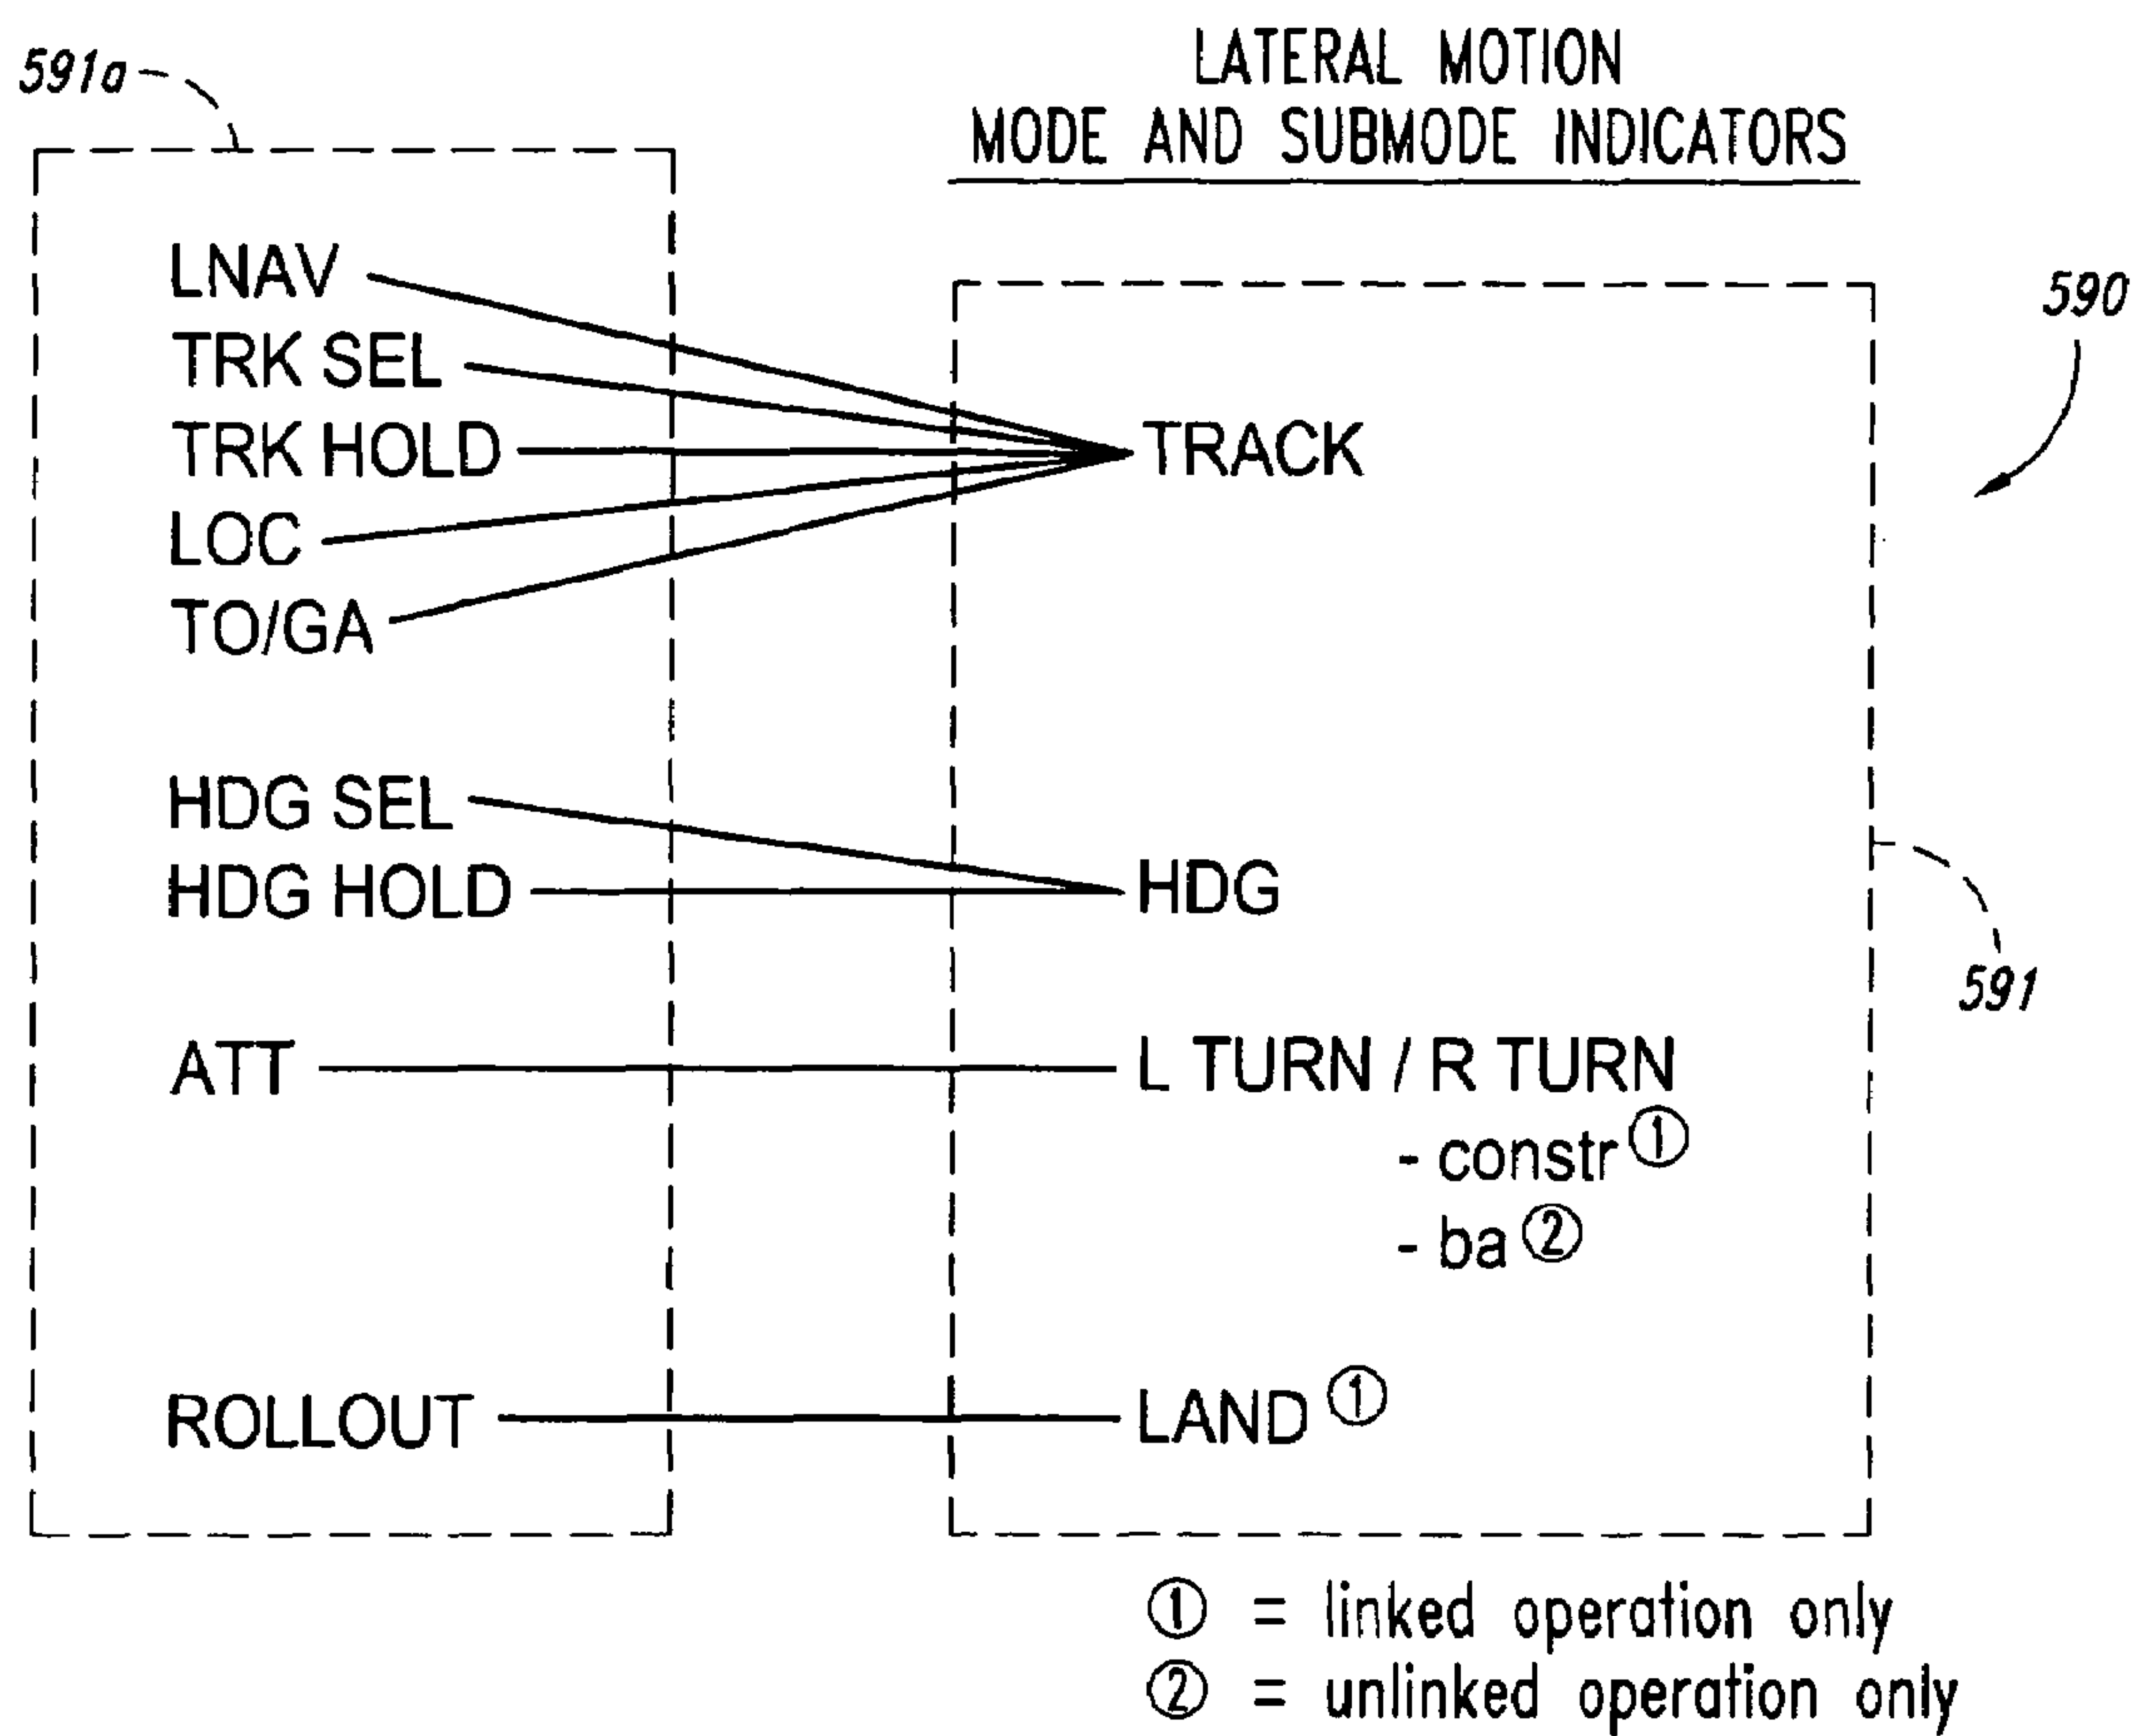 591a
LATERAL MOTION
MODE AND SUBMODE INDICATORS
LNAV
TRK SEL
TRK HOLD
LOC
TO/GA
HDG SEL
HDG HOLD
ATT
ROLLOUT
TRACK
HDG
L TURN / R TURN
- constr ①
- ba ②
LAND ①
590
591
① = linked operation only
② = unlinked operation only